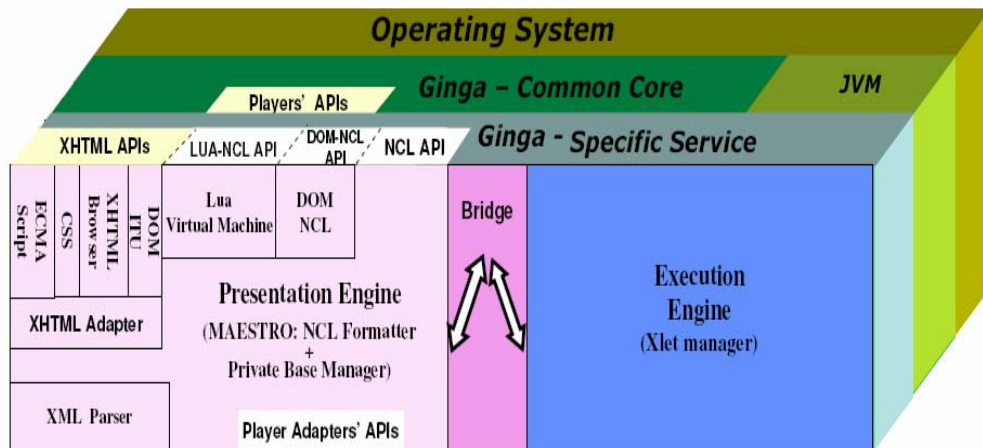 Operating System
Ginga – Common Core
JVM
Players' APIs
Ginga - Specific Service
XHTML APIs
LUA-NCL API
DOM-NCL
API
NCL API
ECMA
Script
CSS
XHTML
Browser
DOM
ITU
Lua
Virtual Machine
DOM
NCL
Bridge
XHTML Adapter
Presentation Engine
(MAESTRO: NCL Formatter
+
Private Base Manager)
Execution
Engine
(Xlet manager)
XML Parser
Player Adapters' APIs